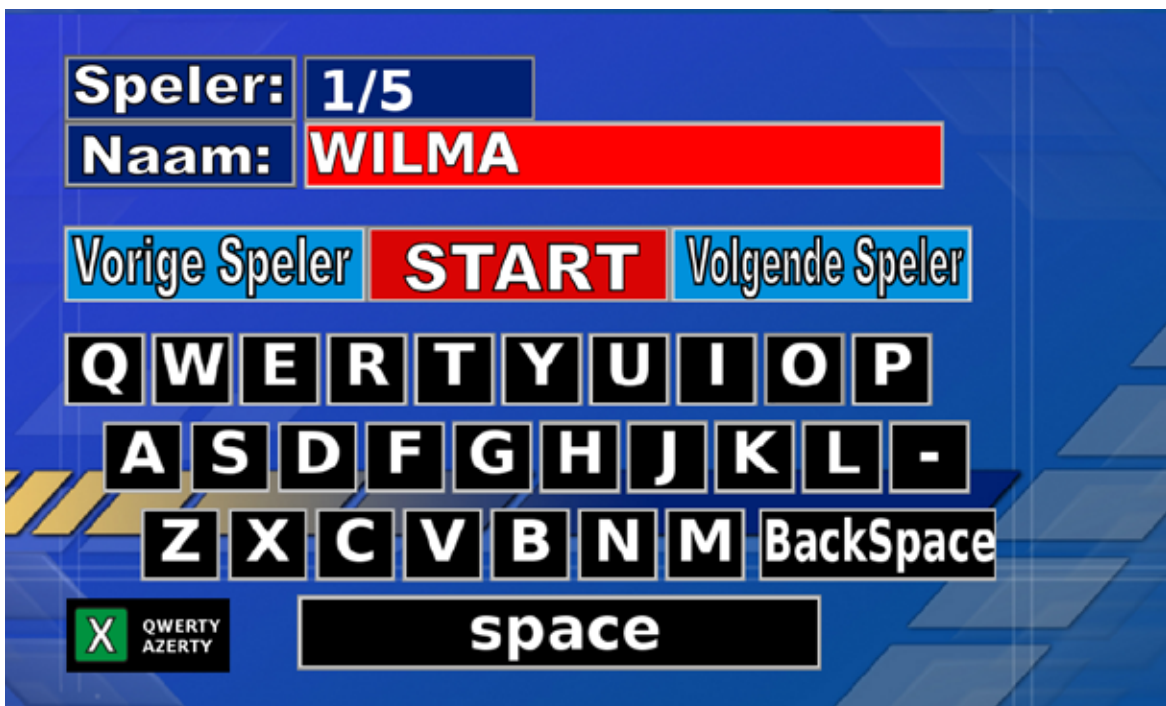 Speler: 1/5
Naam: WILMA
Vorige Speler START Volgende Speler
Q W E R T Y U I O P
A S D F G H J K L -
Z X C V B N M BackSpace
X QWERTY
AZERTY
space